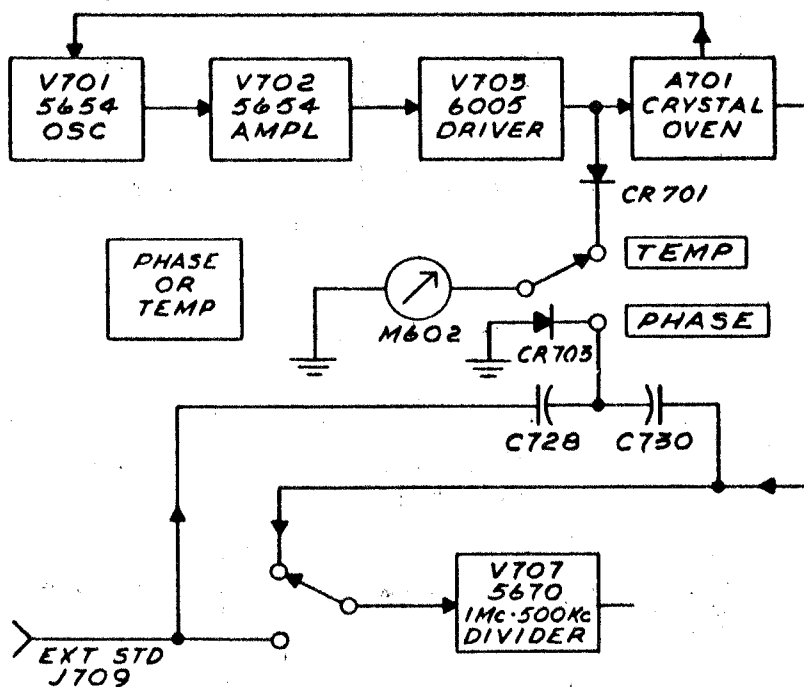 V701
5654
OSC
V702
5654
AMPL
V703
6005
DRIVER
A701
CRYSTAL
OVEN
CR701
PHASE
OR
TEMP
TEMP
M602
PHASE
CR703
C728
C730
V707
5670
1Mc-500Kc
DIVIDER
EXT STD
J709